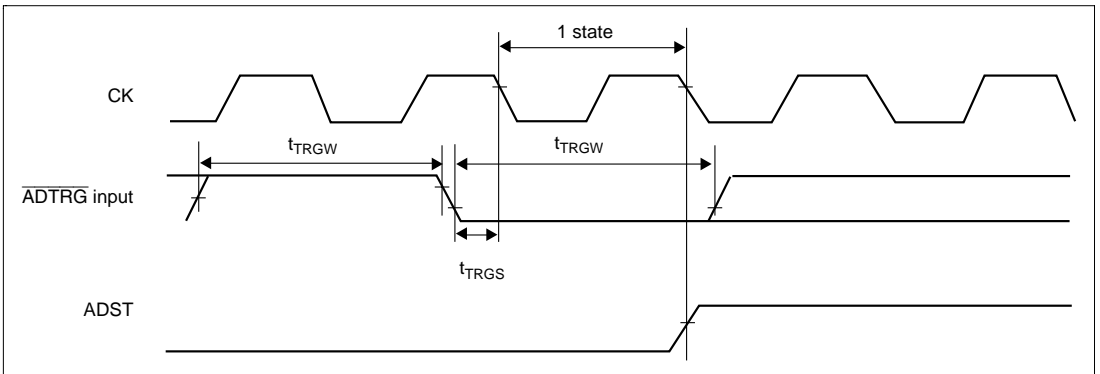 1 state
CK
tTRGW
tTRGW
ADTRG input
tTRGS
ADST